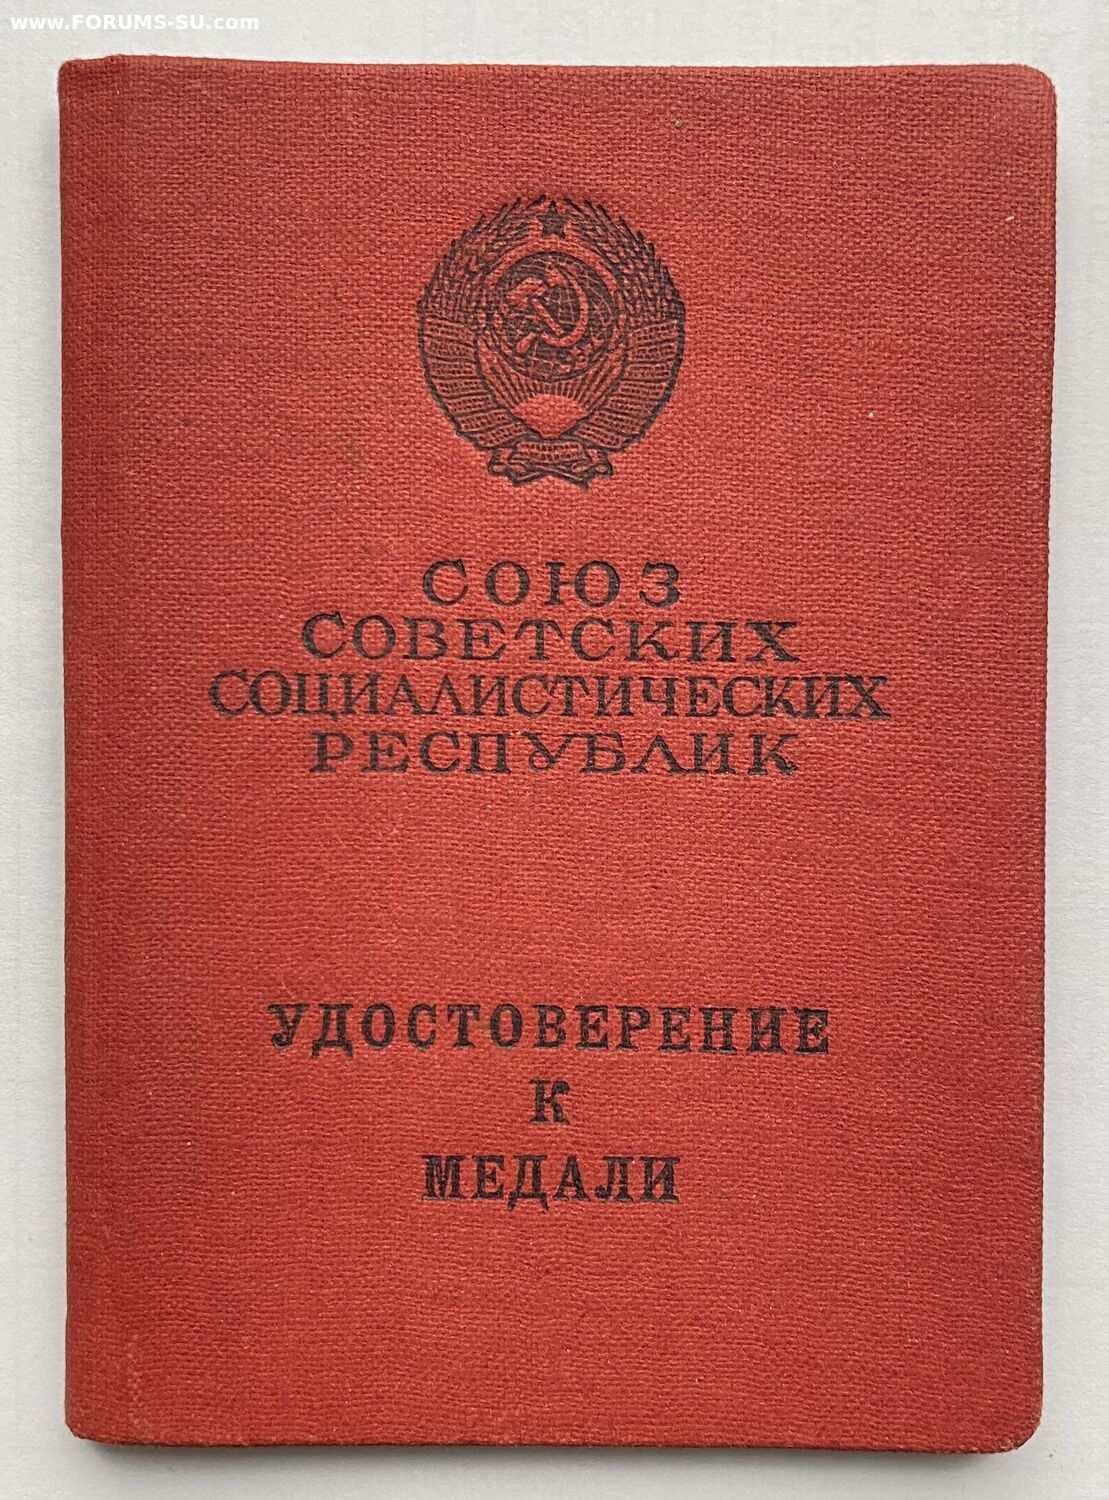 www.FORUMS-SU.com
СОЮЗ
СОВЕТСКИХ
СОЦИАЛИСТИЧЕСКИХ
РЕСПУБЛИК
УДОСТОВЕРЕНИЕ
К
МЕДАЛИ